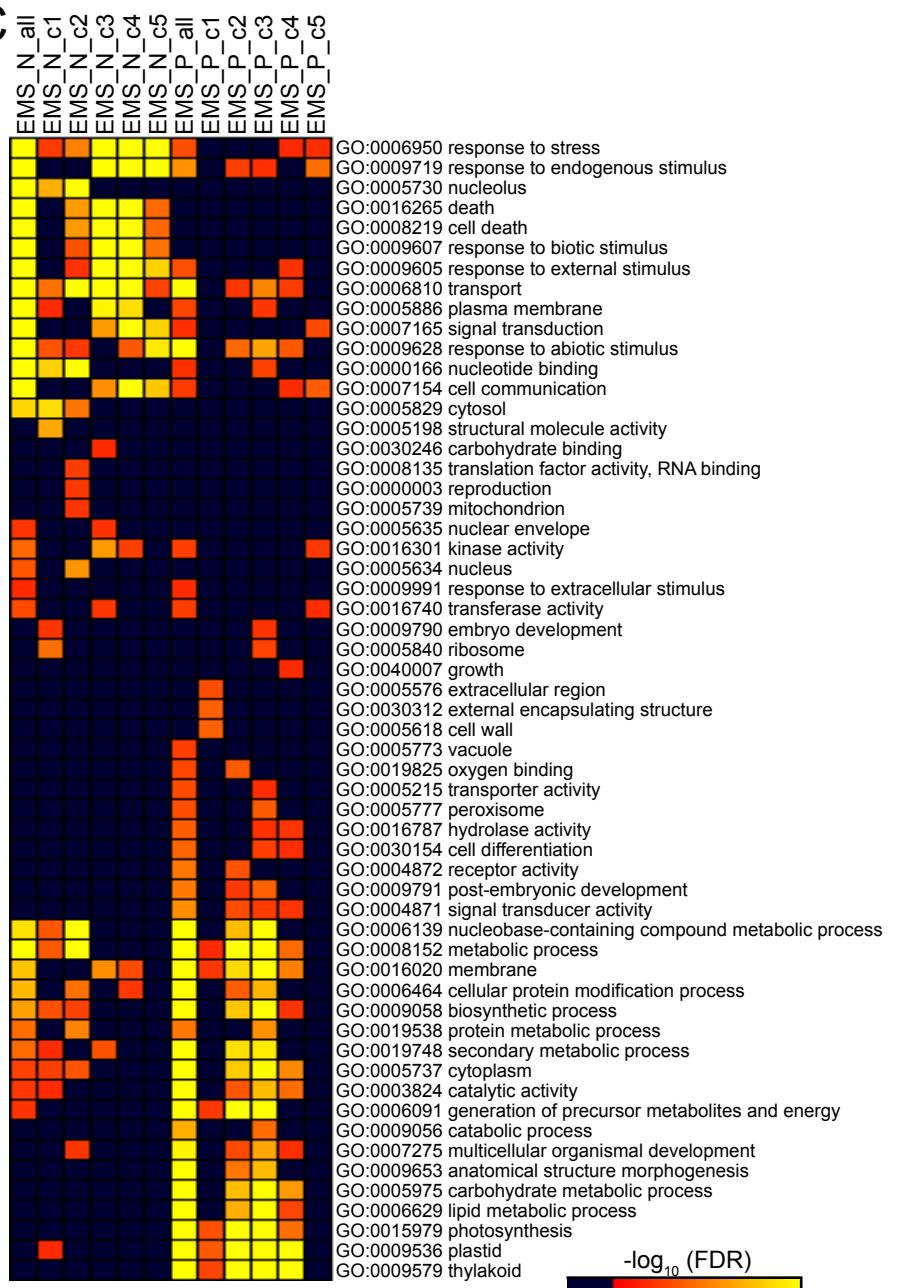 C
EMS_N_all
EMS_N_c1
EMS_N_c2
EMS_N_c3
EMS_N_c4
EMS_N_c5
EMS_P_all
EMS_P_c1
EMS_P_c2
EMS_P_c3
EMS_P_c4
EMS_P_c5
GO:0006950 response to stress
GO:0009719 response to endogenous stimulus
GO:0005730 nucleolus
GO:0016265 death
GO:0008219 cell death
GO:0009607 response to biotic stimulus
GO:0009605 response to external stimulus
GO:0006810 transport
GO:0005886 plasma membrane
GO:0007165 signal transduction
GO:0009628 response to abiotic stimulus
GO:0000166 nucleotide binding
GO:0007154 cell communication
GO:0005829 cytosol
GO:0005198 structural molecule activity
GO:0030246 carbohydrate binding
GO:0008135 translation factor activity, RNA binding
GO:0000003 reproduction
GO:0005739 mitochondrion
GO:0005635 nuclear envelope
GO:0016301 kinase activity
GO:0005634 nucleus
GO:0009991 response to extracellular stimulus
GO:0016740 transferase activity
GO:0009790 embryo development
GO:0005840 ribosome
GO:0040007 growth
GO:0005576 extracellular region
GO:0030312 external encapsulating structure
GO:0005618 cell wall
GO:0005773 vacuole
GO:0019825 oxygen binding
GO:0005215 transporter activity
GO:0005777 peroxisome
GO:0016787 hydrolase activity
GO:0030154 cell differentiation
GO:0004872 receptor activity
GO:0009791 post-embryonic development
GO:0004871 signal transducer activity
GO:0006139 nucleobase-containing compound metabolic process
GO:0008152 metabolic process
GO:0016020 membrane
GO:0006464 cellular protein modification process
GO:0009058 biosynthetic process
GO:0019538 protein metabolic process
GO:0019748 secondary metabolic process
GO:0005737 cytoplasm
GO:0003824 catalytic activity
GO:0006091 generation of precursor metabolites and energy
GO:0009056 catabolic process
GO:0007275 multicellular organismal development
GO:0009653 anatomical structure morphogenesis
GO:0005975 carbohydrate metabolic process
GO:0006629 lipid metabolic process
GO:0015979 photosynthesis
GO:0009536 plastid
GO:0009579 thylakoid
-log10 (FDR)